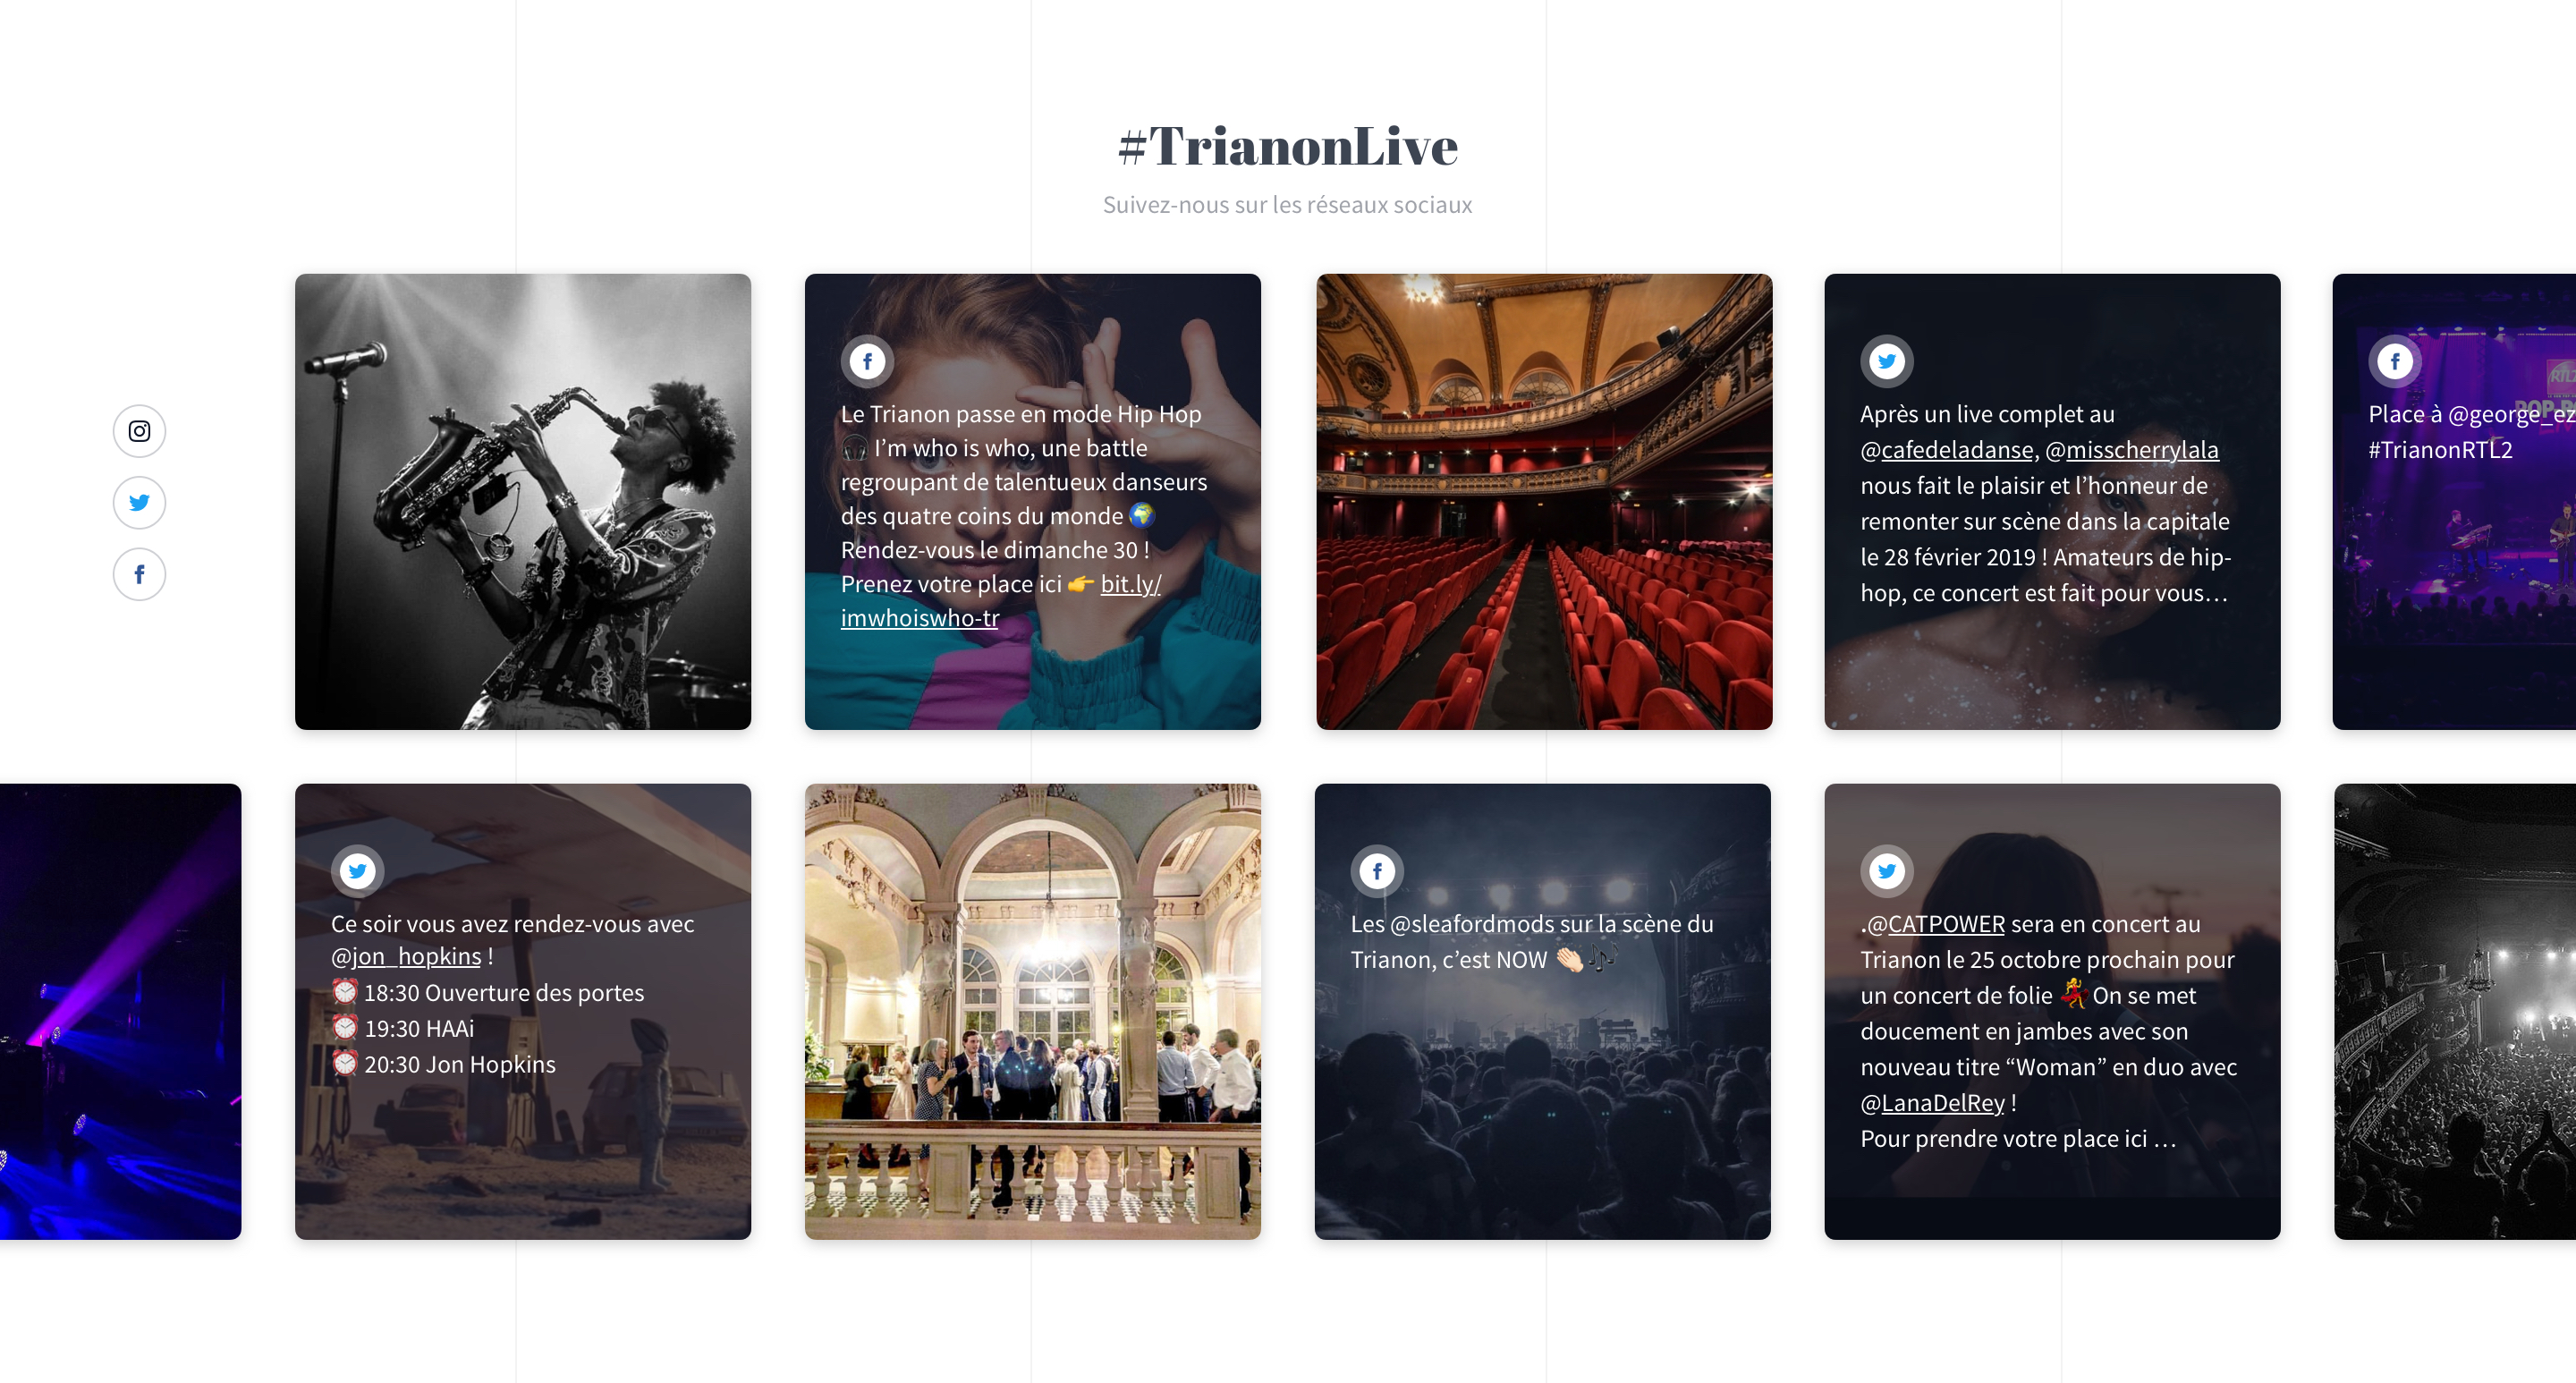 #TrianonLive
Suivez-nous sur les réseaux sociaux
Le Trianon passe en mode Hip Hop
🎧 I’m who is who, une battle
regroupant de talentueux danseurs
des quatre coins du monde 🌍
Rendez-vous le dimanche 30 !
Prenez votre place ici 👉 bit.ly/
imwhoiswho-tr
Après un live complet au
@cafedeladanse, @misscherrylala
nous fait le plaisir et l’honneur de
remonter sur scène dans la capitale
le 28 février 2019 ! Amateurs de hip-
hop, ce concert est fait pour vous…
Place à @george_ez
#TrianonRTL2
Ce soir vous avez rendez-vous avec
@jon_hopkins !
⏰ 18:30 Ouverture des portes
⏰ 19:30 HAAi
⏰ 20:30 Jon Hopkins
Les @sleafordmods sur la scène du
Trianon, c’est NOW 👏🏻🎶
.@CATPOWER sera en concert au
Trianon le 25 octobre prochain pour
un concert de folie 💃 On se met
doucement en jambes avec son
nouveau titre “Woman” en duo avec
@LanaDelRey !
Pour prendre votre place ici …